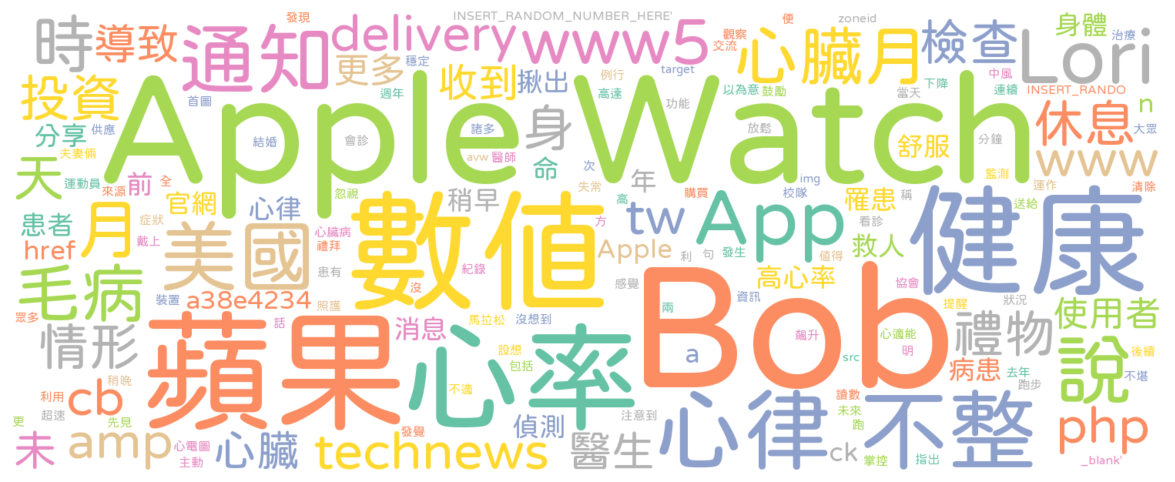 INSERT_RANDOM_NUMBER_HERE'
發現
便
zoneid
時
導致
通知
delivery
www5
觀察
交流
心臟月
檢查
身體
治療
Lori
穩定
更多
收到
揪出
例行
target
以為意
鼓勵
當天
下降
中風
連續
INSERT_RANDO
投資
首圖
週年
高達
功能
n
大眾
分享
供應
Apple Watch
結婚
會診
諸多
身
放鬆
舒服
分鐘
休息
夫妻倆
天
運動員
來源
前
全
忽視
avw
醫師
命
次
失常
img
校隊
監測
運作
www
清除
症狀
官網
戴上
心律
稍早
年
高
購買
罹患
稱
送給
患者
月
美國
心臟病
禮拜
數值
方
tw
App
看診
健康
href
患有
紀錄
沒
Apple
利
句
發生
值得
救人
感覺
高心率
協會
狀況
毛病
裝置
a38e4234
照護
兩
資訊
提醒
眾多
話
消息
馬拉松
沒想到
Bob
飆升
心適能
禮物
使用者
情形
蘋果
心率
設想
包括
a
明
src
後續
稍晚
不適
病患
去年
不堪
說
利用
cb
超速
注意到
讀數
跑步
更
先見
發覺
偵測
心律不整
未來
跑
php
未
amp
心電圖
主動
心臟
technews
醫生
ck
掌控
指出
_blank'